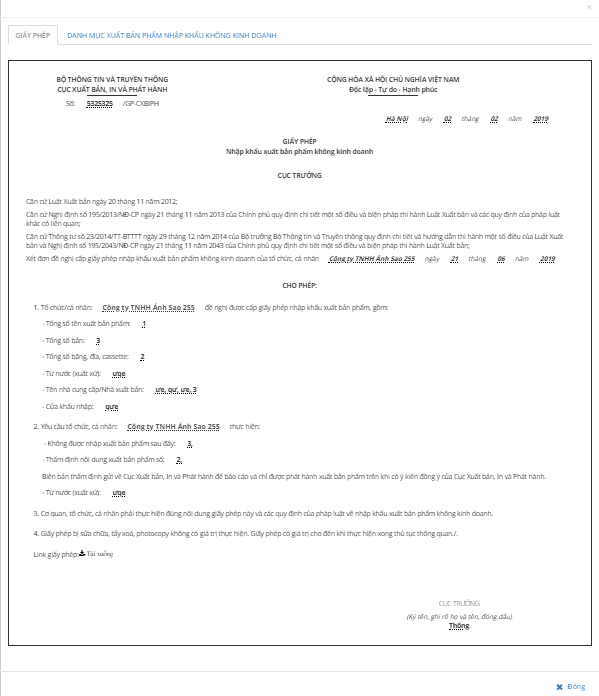 ×
GIẤY PHÉP DANH MỤC XUẤT BẢN PHẨM NHẬP KHẨU KHÔNG KINH DOANH
BỘ THÔNG TIN VÀ TRUYỀN THÔNG
CỤC XUẤT BẢN, IN VÀ PHÁT HÀNH
Số: 5325325 /GP-CXBIPH
CỘNG HÒA XÃ HỘI CHỦ NGHĨA VIỆT NAM
Độc lập - Tự do - Hạnh phúc
Hà Nội ngày 02 tháng 02 năm 2019
GIẤY PHÉP
Nhập khẩu xuất bản phẩm không kinh doanh
CỤC TRƯỞNG
Căn cứ Luật Xuất bản ngày 20 tháng 11 năm 2012;
Căn cứ Nghị định số 195/2013/NĐ-CP ngày 21 tháng 11 năm 2013 của Chính phủ quy định chi tiết một số điều và biện pháp thi hành Luật Xuất bản và các quy định của pháp luật
khác có liên quan;
Căn cứ Thông tư số 23/2014/TT-BTTTT ngày 29 tháng 12 năm 2014 của Bộ trưởng Bộ Thông tin và Truyền thông quy định chi tiết và hướng dẫn thi hành một số điều của Luật Xuất
bản và Nghị định số 195/2043/NĐ-CP ngày 21 tháng 11 năm 2043 của Chính phủ quy định chi tiết một số điều và biện pháp thi hành Luật Xuất bản;
Xét đơn đề nghị cấp giấy phép nhập khẩu xuất bản phẩm không kinh doanh của tổ chức, cá nhân Công ty TNHH Ánh Sao 255 ngày 21 tháng 06 năm 2019
CHO PHÉP:
1. Tổ chức/cá nhân: Công ty TNHH Ánh Sao 255 đề nghị được cấp giấy phép nhập khẩu xuất bản phẩm, gồm:
- Tổng số tên xuất bản phẩm: 1
- Tổng số bản: 3
- Tổng số băng, đĩa, cassette: 2
- Từ nước (xuất xứ): ưqe
- Tên nhà cung cấp/Nhà xuất bản: ưe, qư, ưe, 3
- Cửa khẩu nhập: qưe
2. Yêu cầu tổ chức, cá nhân: Công ty TNHH Ánh Sao 255 thực hiện:
- Không được nhập xuất bản phẩm sau đây: 3,
- Thẩm định nội dung xuất bản phẩm số: 2,
Biên bản thẩm định gửi về Cục Xuất bản, In và Phát hành để báo cáo và chỉ được phát hành xuất bản phẩm trên khi có ý kiến đồng ý của Cục Xuất bản, In và Phát hành.
- Từ nước (xuất xứ): ưqe
3. Cơ quan, tổ chức, cá nhân phải thực hiện đúng nội dung giấy phép này và các quy định của pháp luật về nhập khẩu xuất bản phẩm không kinh doanh.
4. Giấy phép bị sửa chữa, tẩy xoá, photocopy không có giá trị thực hiện. Giấy phép có giá trị cho đến khi thực hiện xong thủ tục thông quan./.
Link giấy phép: Tải xuống
CỤC TRƯỞNG
(Ký tên, ghi rõ họ và tên, đóng dấu)
Thông
Đóng